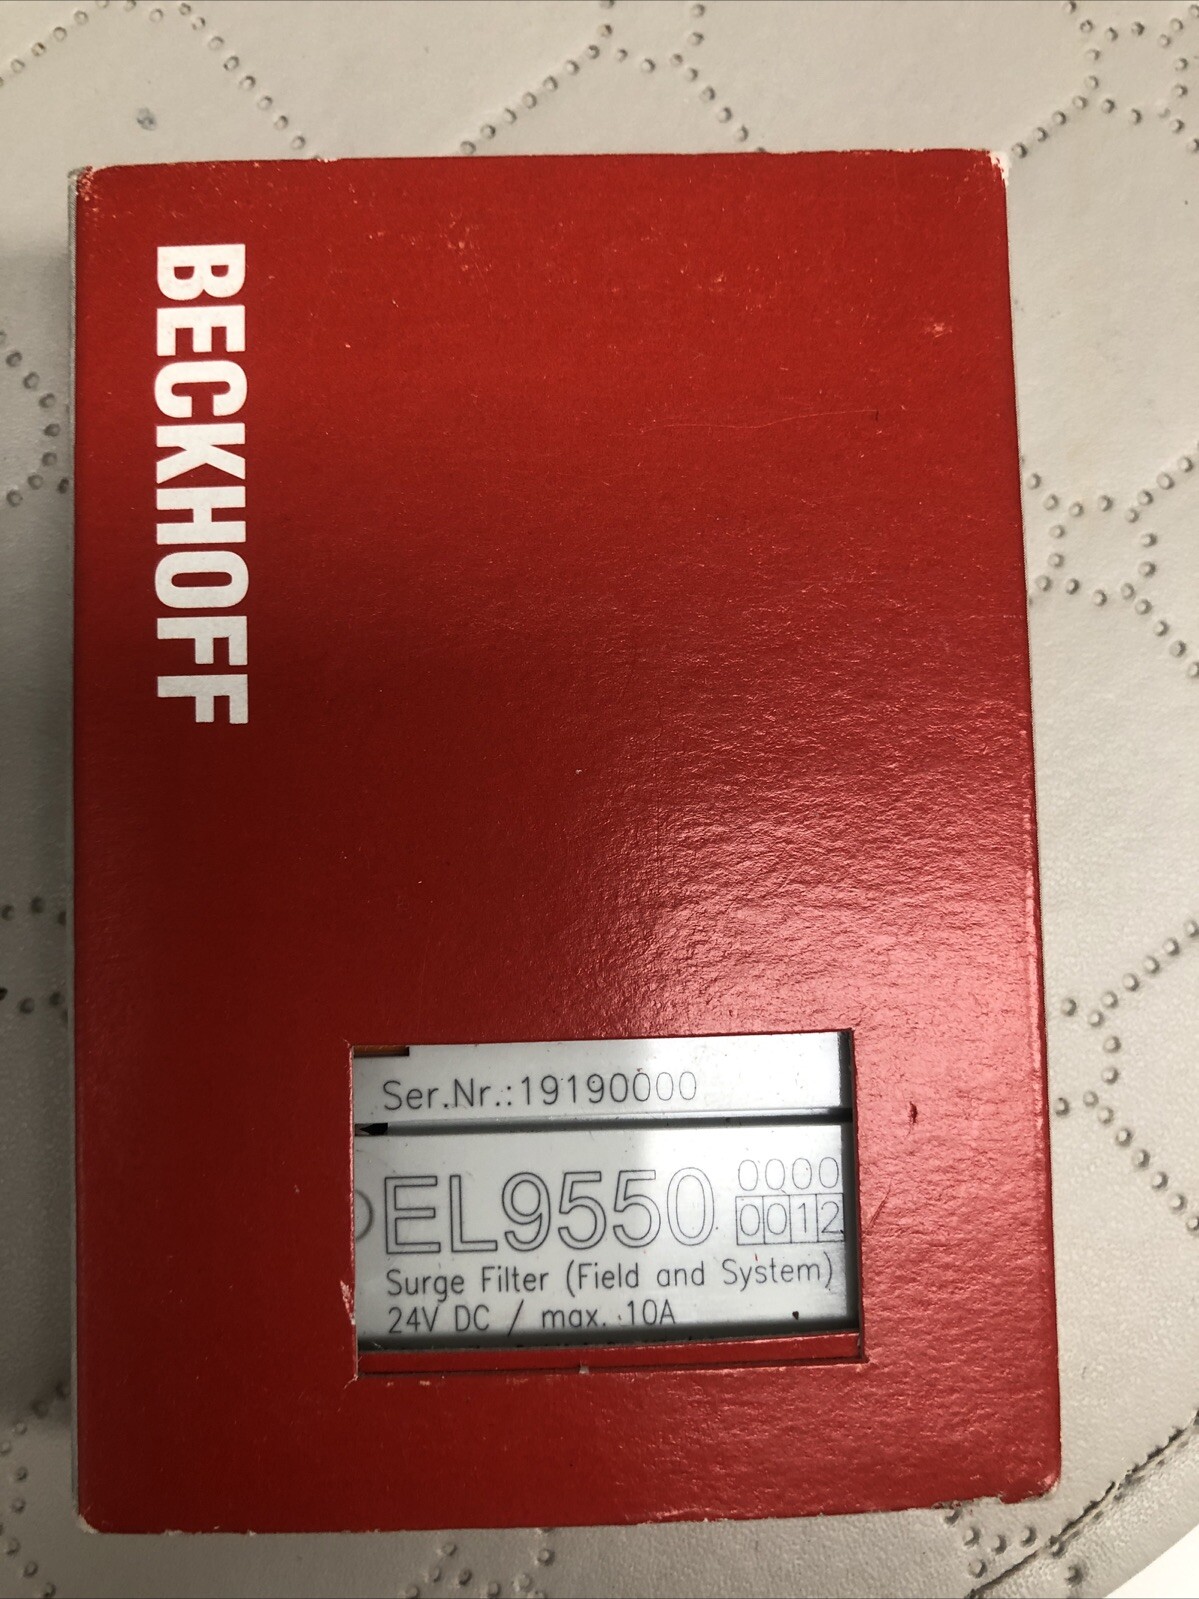 BECKHOFF
Ser.Nr.:19190000
EL9550 0000
0012
Surge Filter (Field and System)
24V DC / max. 10A